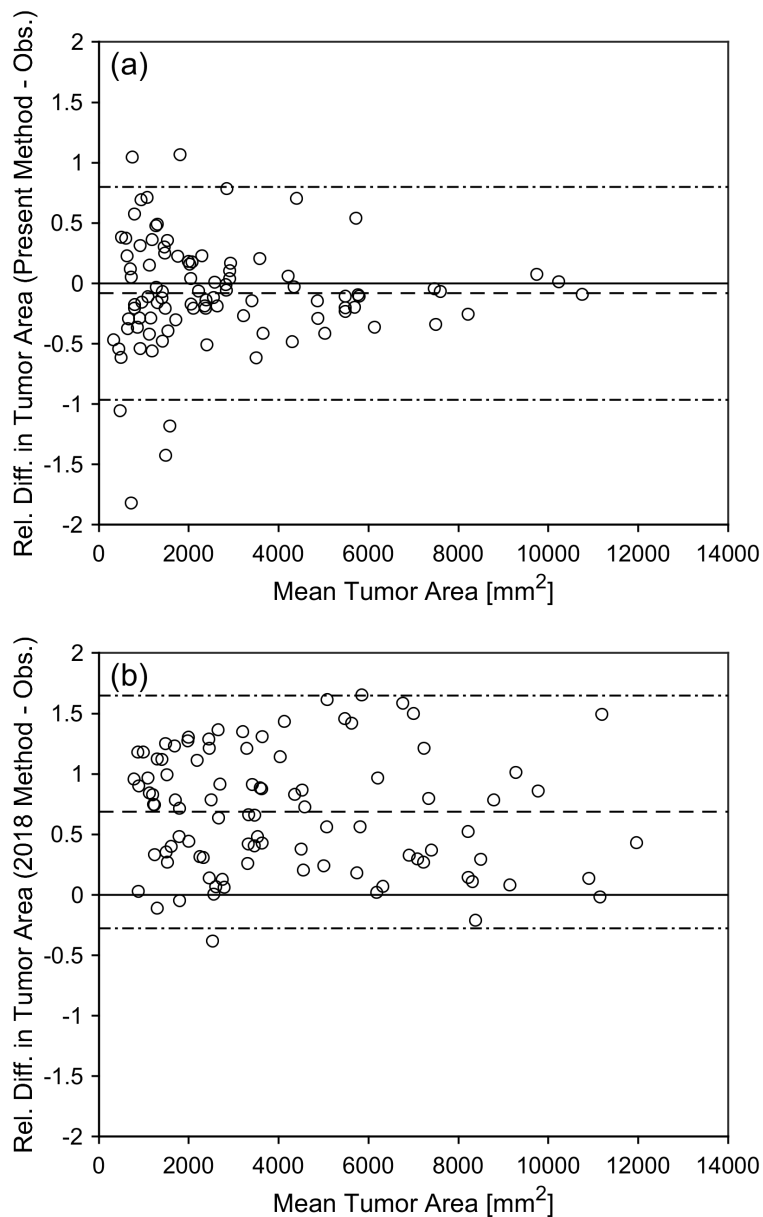 (a)
Rel. Diff. in Tumor Area (Present Method - Obs.)
2
1.5
1
0.5
0
-0.5
-1
-1.5
-2
0 2000 4000 6000 8000 10000 12000 14000
Mean Tumor Area [mm²]
(b)
Rel. Diff. in Tumor Area (2018 Method - Obs.)
2
1.5
1
0.5
0
-0.5
-1
-1.5
-2
0 2000 4000 6000 8000 10000 12000 14000
Mean Tumor Area [mm²]